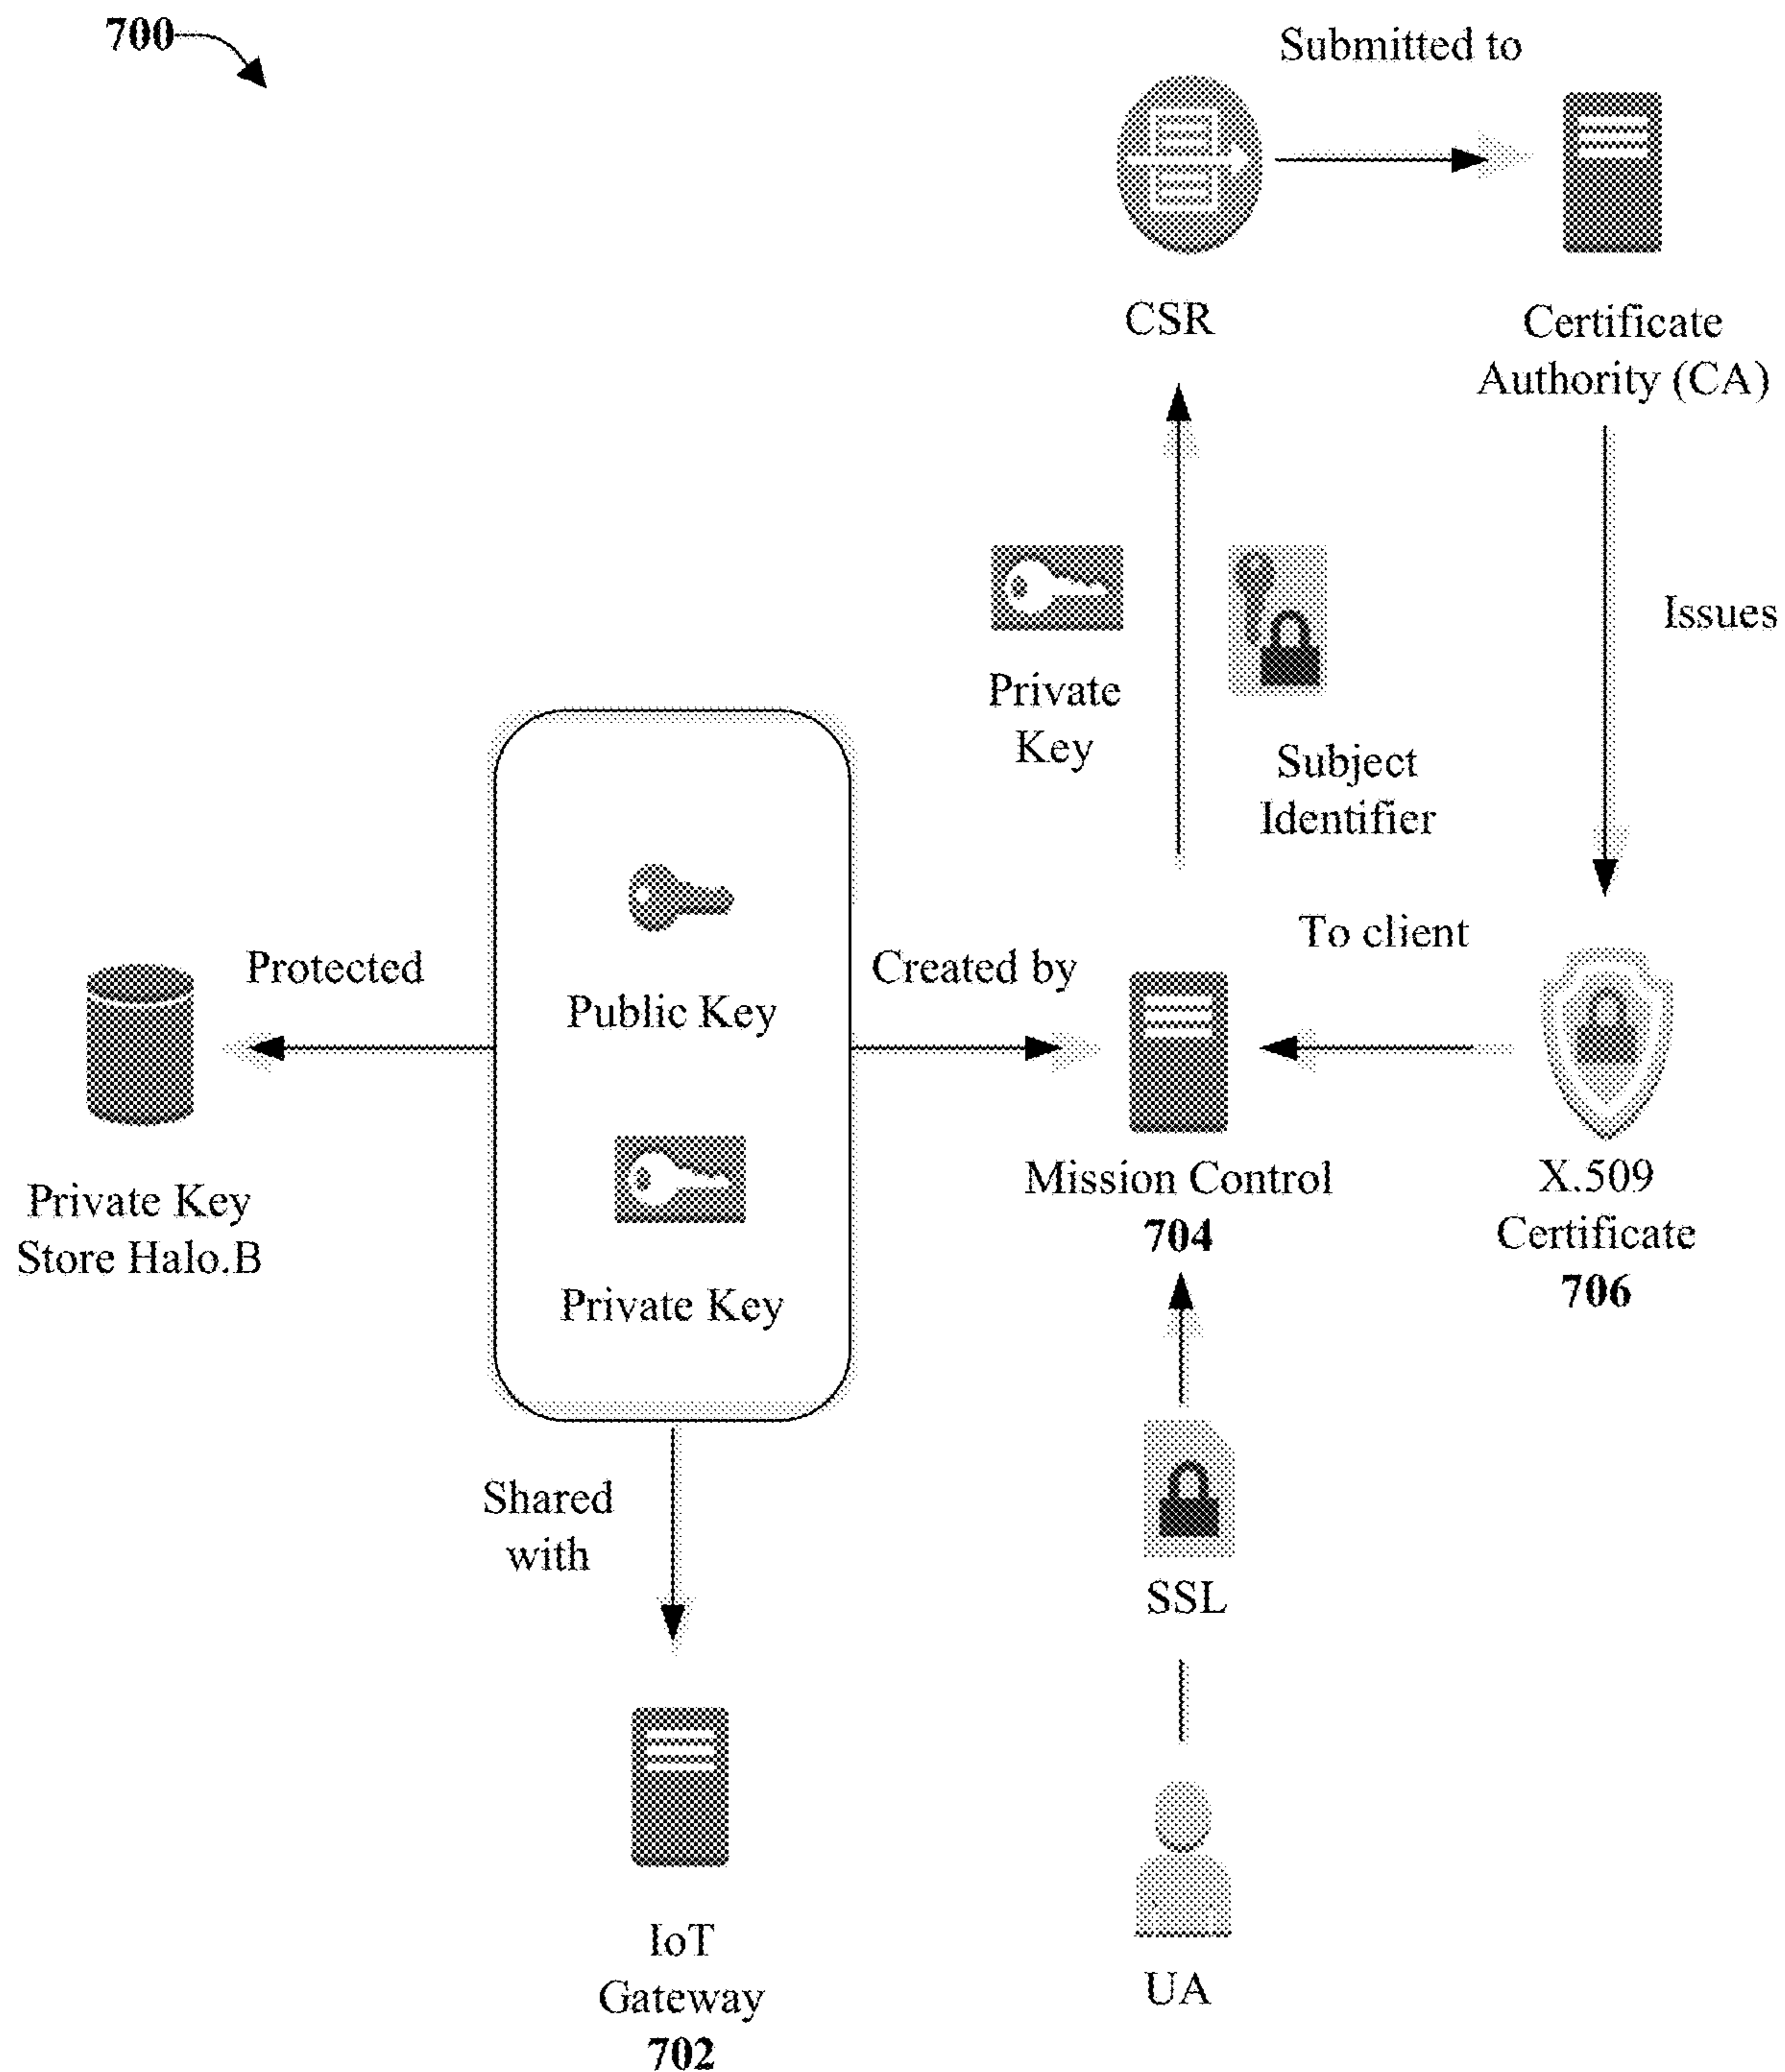 700
Submitted to
CSR
Certificate
Authority (CA)
Issues
Private
Key
Subject
Identifier
To client
Protected
Public Key
Created by
Private Key
Store Halo.B
Private Key
Mission Control
704
X.509
Certificate
706
Shared
with
SSL
IoT
Gateway
702
UA